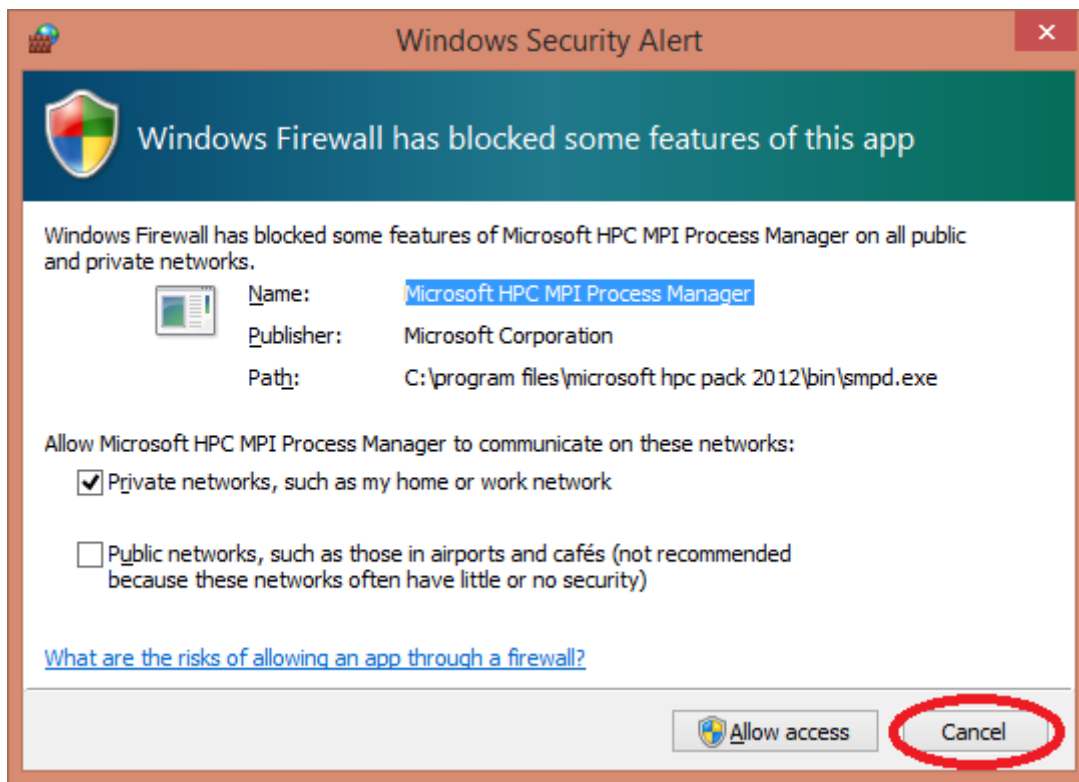 Windows Security Alert
Windows Firewall has blocked some features of this app
Windows Firewall has blocked some features of Microsoft HPC MPI Process Manager on all public
and private networks.
Name: Microsoft HPC MPI Process Manager
Publisher: Microsoft Corporation
Path: C:\program files\microsoft hpc pack 2012\bin\smpd.exe
Allow Microsoft HPC MPI Process Manager to communicate on these networks:
Private networks, such as my home or work network
Public networks, such as those in airports and cafés (not recommended
because these networks often have little or no security)
What are the risks of allowing an app through a firewall?
Allow access Cancel